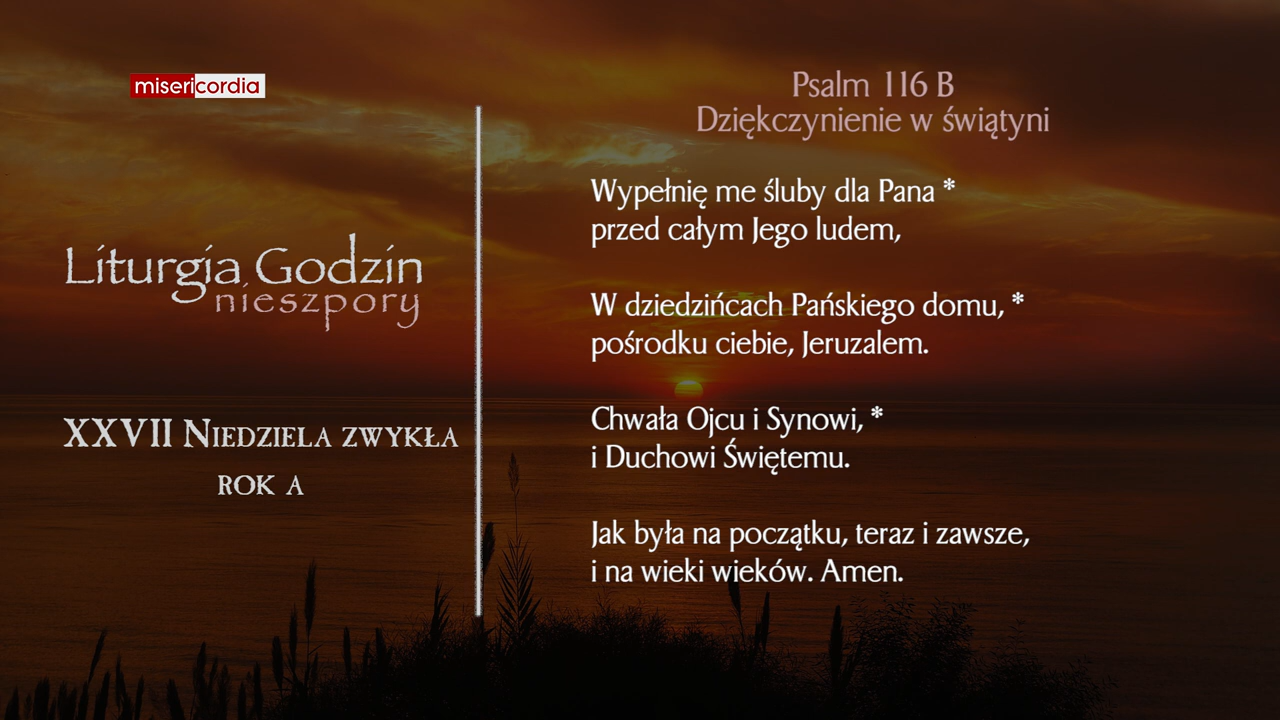 misericordia
Liturgia Godzin
nieszpory
XXVII Niedziela zwykła
rok A
Psalm 116 B
Dziękczynienie w świątyni
Wypełnię me śluby dla Pana *
przed całym Jego ludem,
W dziedzińcach Pańskiego domu, *
pośrodku ciebie, Jeruzalem.
Chwała Ojcu i Synowi, *
i Duchowi Świętemu.
Jak była na początku, teraz i zawsze,
i na wieki wieków. Amen.